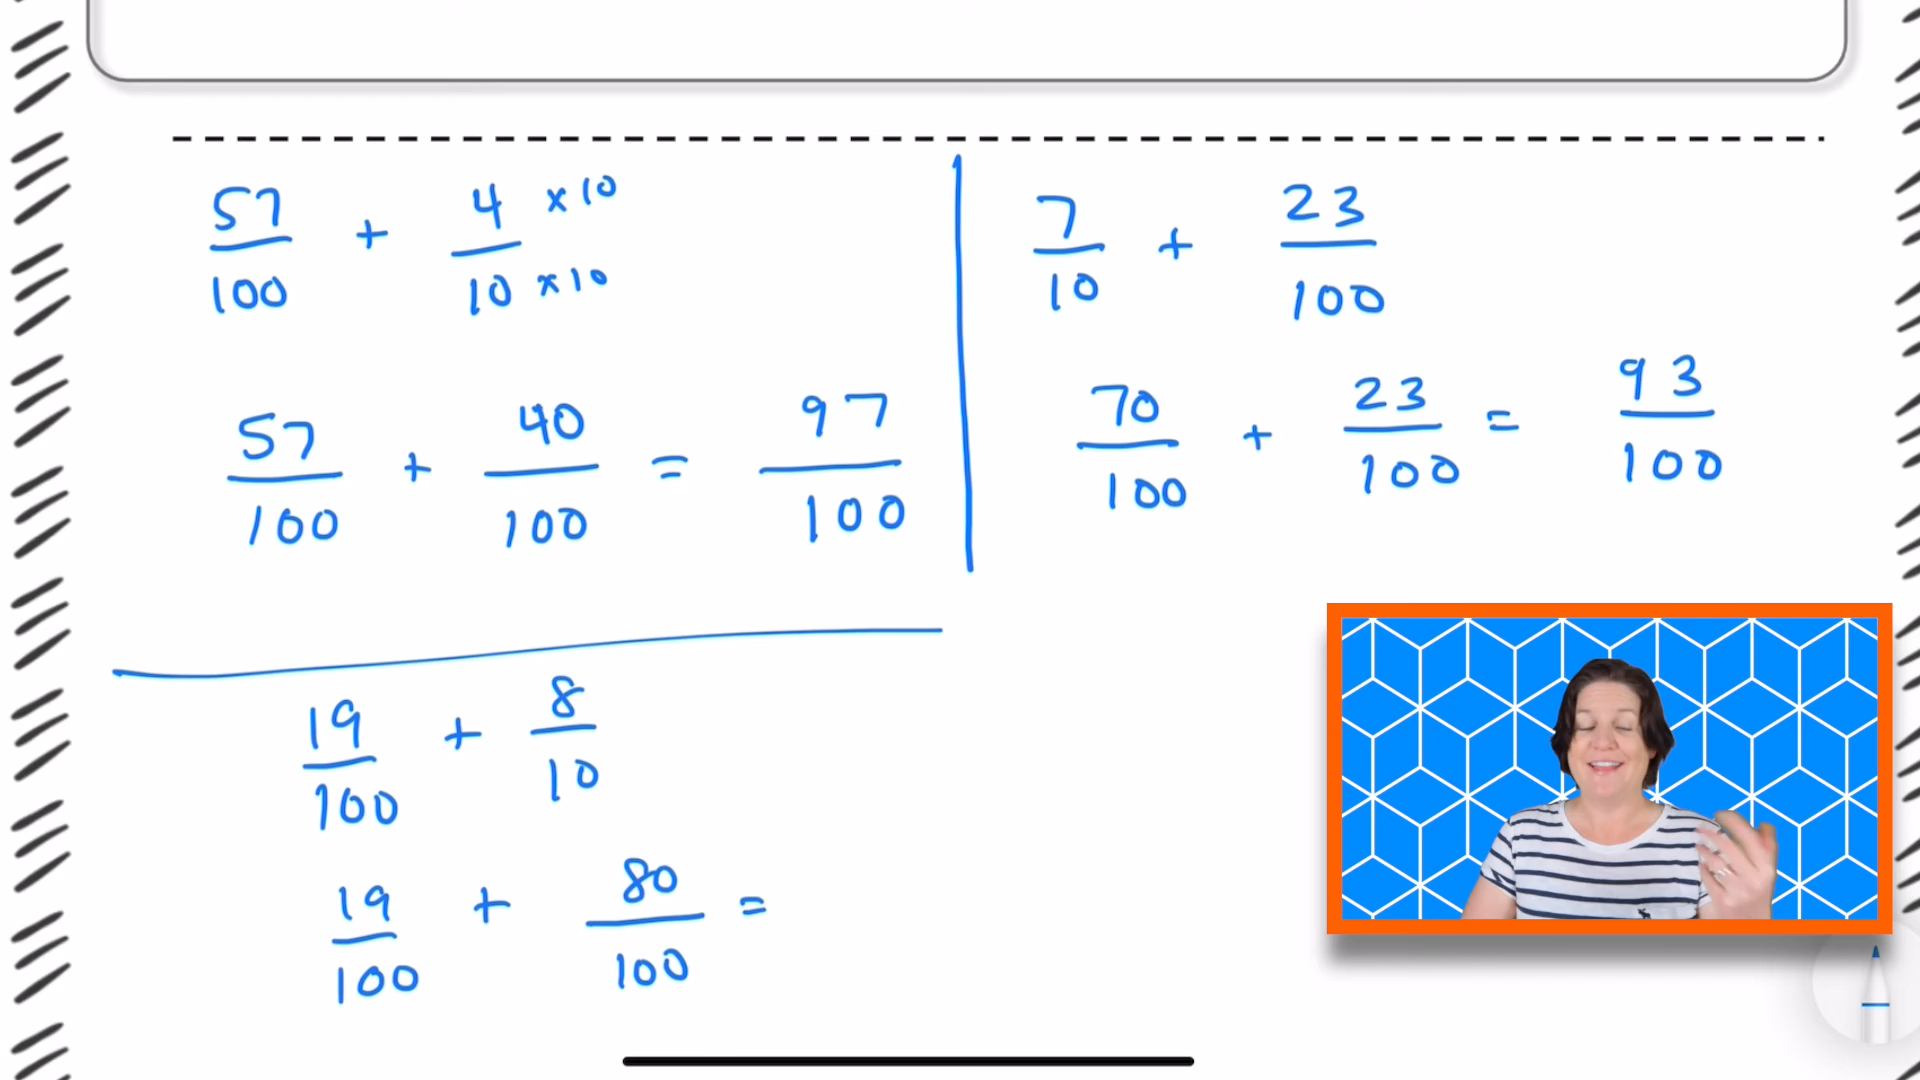 57/100 + 4/10 x 10 x 10
57/100 + 40/100 = 97/100
7/10 + 23/100
70/100 + 23/100 = 93/100
19/100 + 8/10
19/100 + 80/100 =